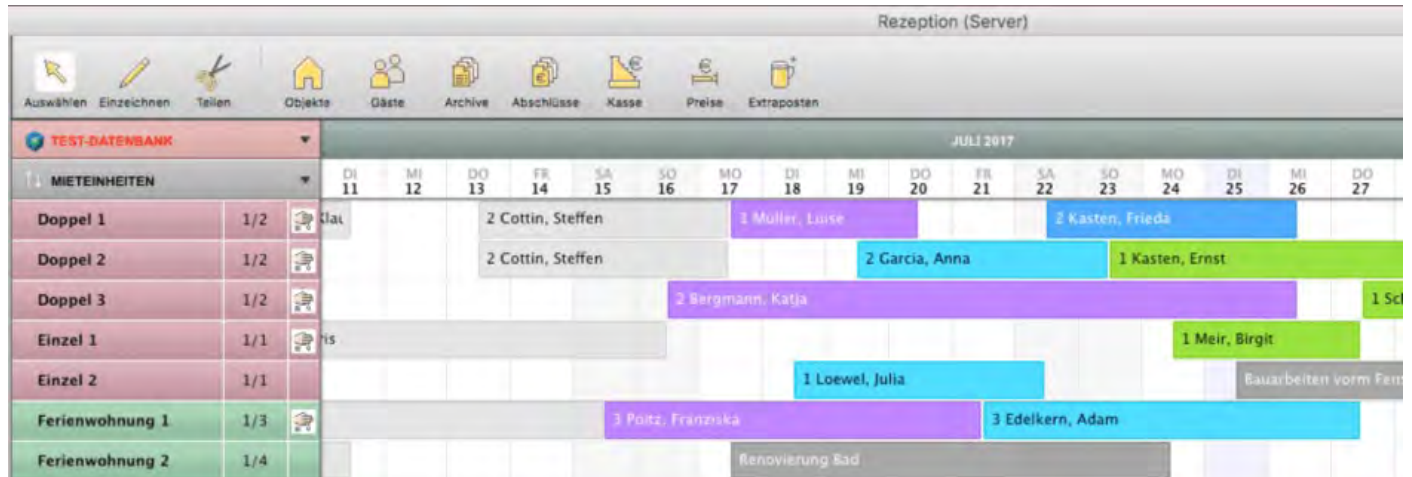 Rezeption (Server)
Auswählen Einzeichnen Teilen Objekte Gäste Archive Abschlüsse Kasse Preise Extraposten
TEST-DATENBANK JULI 2017
MIETEINHEITEN DI 11 MI 12 DO 13 FR 14 SA 15 SO 16 MO 17 DI 18 MI 19 DO 20 FR 21 SA 22 SO 23 MO 24 DI 25 MI 26 DO 27
Doppel 1 1/2 2 Cottin, Steffen 1 Müller, Luise 2 Kasten, Frieda
Doppel 2 1/2 2 Cottin, Steffen 2 Garcia, Anna 1 Kasten, Ernst
Doppel 3 1/2 2 Bergmann, Katja 1
Einzel 1 1/1 1 Meir, Birgit
Einzel 2 1/1 1 Loewel, Julia Bauarbeiten vorm
Ferienwohnung 1 1/3 3 Poitz, Franziska 3 Edelkern, Adam
Ferienwohnung 2 1/4 Renovierung Bad